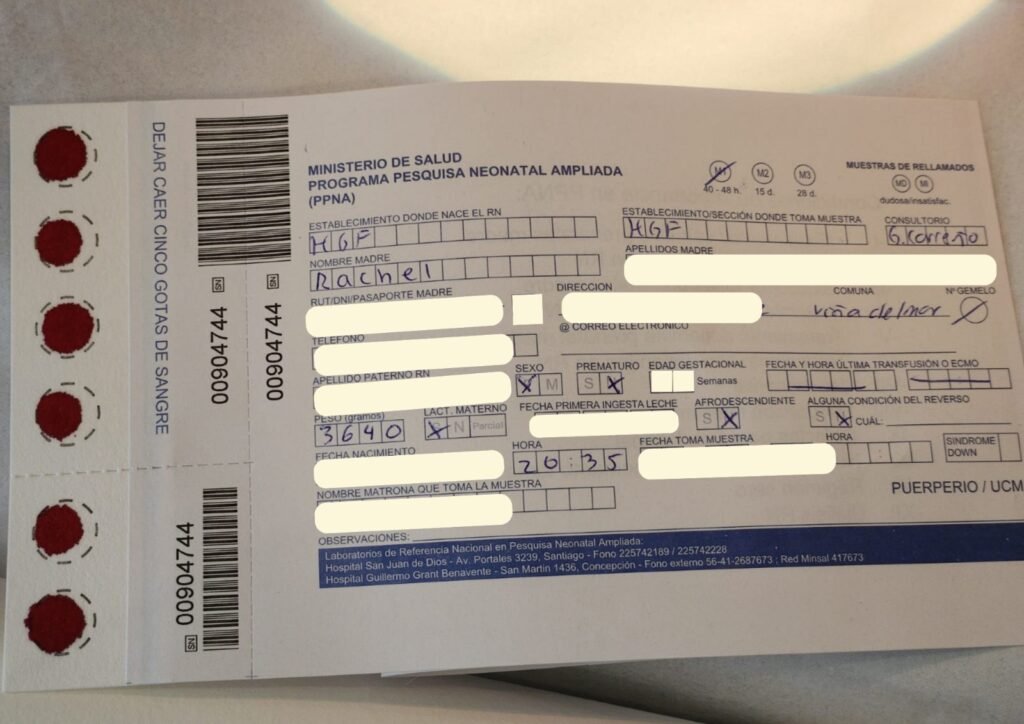 DEJAR CAER CINCO GOTAS DE SANGRE
SN 00904744
SN 00904744
SN 00904744
MINISTERIO DE SALUD
PROGRAMA PESQUISA NEONATAL AMPLIADA
(PPNA)
M1 M2 M3
40 - 48 h. 15 d. 28 d.
MUESTRAS DE RELLAMADOS
MD MI
dudosa/insatisfac.
ESTABLECIMIENTO DONDE NACE EL RN
HGF
ESTABLECIMIENTO/SECCIÓN DONDE TOMA MUESTRA
HGF
CONSULTORIO
NOMBRE MADRE
Rachel
APELLIDOS MADRE
RUT/DNI/PASAPORTE MADRE
DIRECCION
COMUNA
viña del mar
Nº GEMELO
TELEFONO
@ CORREO ELECTRONICO
APELLIDO PATERNO RN
SEXO
X M
PREMATURO
S X
EDAD GESTACIONAL
Semanas
FECHA Y HORA ÚLTIMA TRANSFUSIÓN O ECMO
PESO (gramos)
3640
LACT. MATERNO
X N Parcial
FECHA PRIMERA INGESTA LECHE
AFRODESCENDIENTE
S X
ALGUNA CONDICIÓN DEL REVERSO
S X CUÁL:
FECHA NACIMIENTO
HORA
20:35
FECHA TOMA MUESTRA
HORA
:
SINDROME
DOWN
NOMBRE MATRONA QUE TOMA LA MUESTRA
PUERPERIO / UCM
OBSERVACIONES:
Laboratorios de Referencia Nacional en Pesquisa Neonatal Ampliada:
Hospital San Juan de Dios - Av. Portales 3239, Santiago - Fono 225742189 / 225742228
Hospital Guillermo Grant Benavente - San Martin 1436, Concepción - Fono externo 56-41-2687673 ; Red Minsal 417673